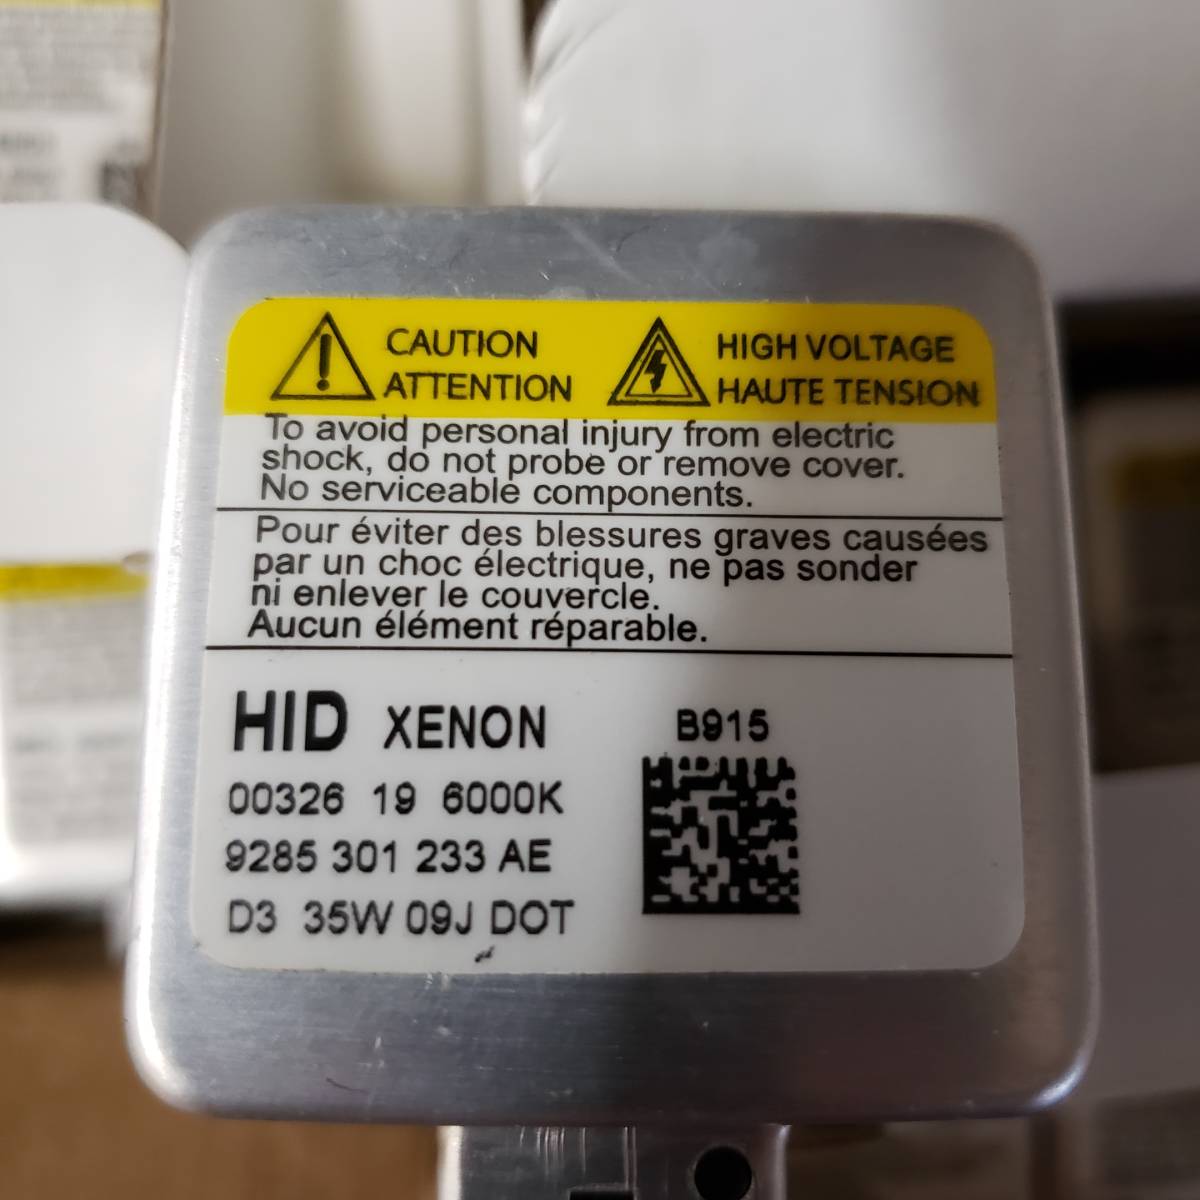 CAUTION
ATTENTION
HIGH VOLTAGE
HAUTE TENSION
To avoid personal injury from electric
shock, do not probe or remove cover.
No serviceable components.
Pour éviter des blessures graves causées
par un choc électrique, ne pas sonder
ni enlever le couvercle.
Aucun élément réparable.
HID XENON
B915
00326 19 6000K
9285 301 233 AE
D3 35W 09J DOT